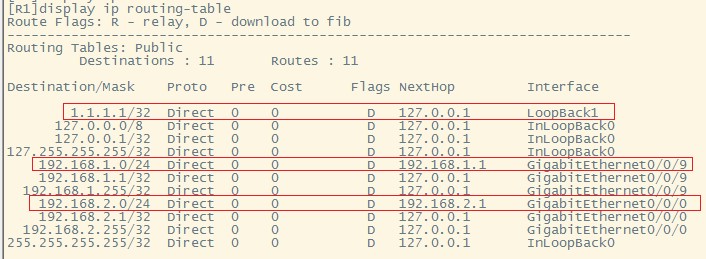 [R1]display ip routing-table
Route Flags: R - relay, D - download to fib
------------------------------------------------------------------------------
Routing Tables: Public
Destinations : 11 Routes : 11
Destination/Mask Proto Pre Cost Flags NextHop Interface
1.1.1.1/32 Direct 0 0 D 127.0.0.1 LoopBack1
127.0.0.0/8 Direct 0 0 D 127.0.0.1 InLoopBack0
127.0.0.1/32 Direct 0 0 D 127.0.0.1 InLoopBack0
127.255.255.255/32 Direct 0 0 D 127.0.0.1 InLoopBack0
192.168.1.0/24 Direct 0 0 D 192.168.1.1 GigabitEthernet0/0/9
192.168.1.1/32 Direct 0 0 D 127.0.0.1 GigabitEthernet0/0/9
192.168.1.255/32 Direct 0 0 D 127.0.0.1 GigabitEthernet0/0/9
192.168.2.0/24 Direct 0 0 D 192.168.2.1 GigabitEthernet0/0/0
192.168.2.1/32 Direct 0 0 D 127.0.0.1 GigabitEthernet0/0/0
192.168.2.255/32 Direct 0 0 D 127.0.0.1 GigabitEthernet0/0/0
255.255.255.255/32 Direct 0 0 D 127.0.0.1 InLoopBack0